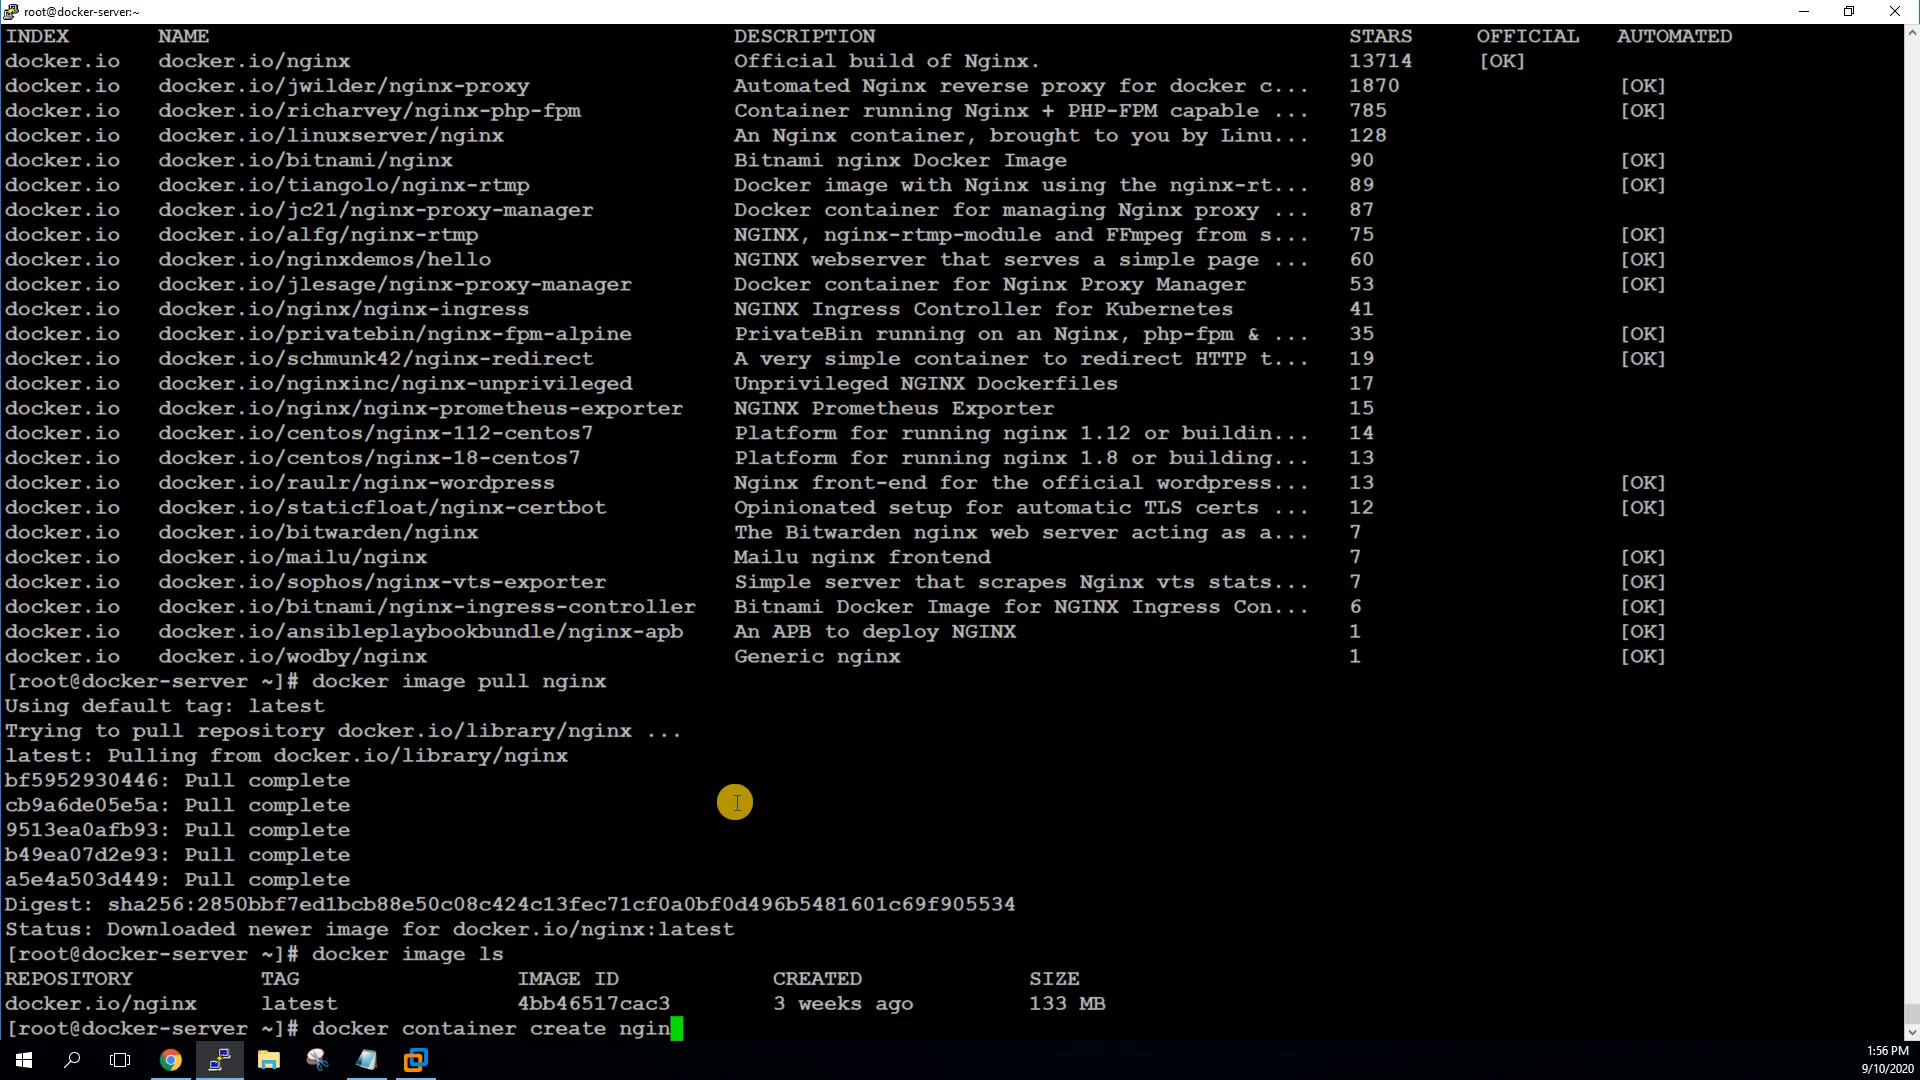 root@docker-server:~
INDEX NAME DESCRIPTION STARS OFFICIAL AUTOMATED
docker.io docker.io/nginx Official build of Nginx. 13714 [OK]
docker.io docker.io/jwilder/nginx-proxy Automated Nginx reverse proxy for docker c... 1870 [OK]
docker.io docker.io/richarvey/nginx-php-fpm Container running Nginx + PHP-FPM capable ... 785 [OK]
docker.io docker.io/linuxserver/nginx An Nginx container, brought to you by Linu... 128
docker.io docker.io/bitnami/nginx Bitnami nginx Docker Image 90 [OK]
docker.io docker.io/tiangolo/nginx-rtmp Docker image with Nginx using the nginx-rt... 89 [OK]
docker.io docker.io/jc21/nginx-proxy-manager Docker container for managing Nginx proxy ... 87
docker.io docker.io/alfg/nginx-rtmp NGINX, nginx-rtmp-module and FFmpeg from s... 75 [OK]
docker.io docker.io/nginxdemos/hello NGINX webserver that serves a simple page ... 60 [OK]
docker.io docker.io/jlesage/nginx-proxy-manager Docker container for Nginx Proxy Manager 53 [OK]
docker.io docker.io/nginx/nginx-ingress NGINX Ingress Controller for Kubernetes 41
docker.io docker.io/privatebin/nginx-fpm-alpine PrivateBin running on an Nginx, php-fpm & ... 35 [OK]
docker.io docker.io/schmunk42/nginx-redirect A very simple container to redirect HTTP t... 19 [OK]
docker.io docker.io/nginxinc/nginx-unprivileged Unprivileged NGINX Dockerfiles 17
docker.io docker.io/nginx/nginx-prometheus-exporter NGINX Prometheus Exporter 15
docker.io docker.io/centos/nginx-112-centos7 Platform for running nginx 1.12 or buildin... 14
docker.io docker.io/centos/nginx-18-centos7 Platform for running nginx 1.8 or building... 13
docker.io docker.io/raulr/nginx-wordpress Nginx front-end for the official wordpress... 13 [OK]
docker.io docker.io/staticfloat/nginx-certbot Opinionated setup for automatic TLS certs ... 12 [OK]
docker.io docker.io/bitwarden/nginx The Bitwarden nginx web server acting as a... 7
docker.io docker.io/mailu/nginx Mailu nginx frontend 7 [OK]
docker.io docker.io/sophos/nginx-vts-exporter Simple server that scrapes Nginx vts stats... 7 [OK]
docker.io docker.io/bitnami/nginx-ingress-controller Bitnami Docker Image for NGINX Ingress Con... 6 [OK]
docker.io docker.io/ansibleplaybookbundle/nginx-apb An APB to deploy NGINX 1 [OK]
docker.io docker.io/wodby/nginx Generic nginx 1 [OK]
[root@docker-server ~]# docker image pull nginx
Using default tag: latest
Trying to pull repository docker.io/library/nginx ...
latest: Pulling from docker.io/library/nginx
bf5952930446: Pull complete
cb9a6de05e5a: Pull complete
9513ea0afb93: Pull complete
b49ea07d2e93: Pull complete
a5e4a503d449: Pull complete
Digest: sha256:2850bbf7ed1bcb88e50c08c424c13fec71cf0a0bf0d496b5481601c69f905534
Status: Downloaded newer image for docker.io/nginx:latest
[root@docker-server ~]# docker image ls
REPOSITORY TAG IMAGE ID CREATED SIZE
docker.io/nginx latest 4bb46517cac3 3 weeks ago 133 MB
[root@docker-server ~]# docker container create ngin
1:56 PM
9/10/2020